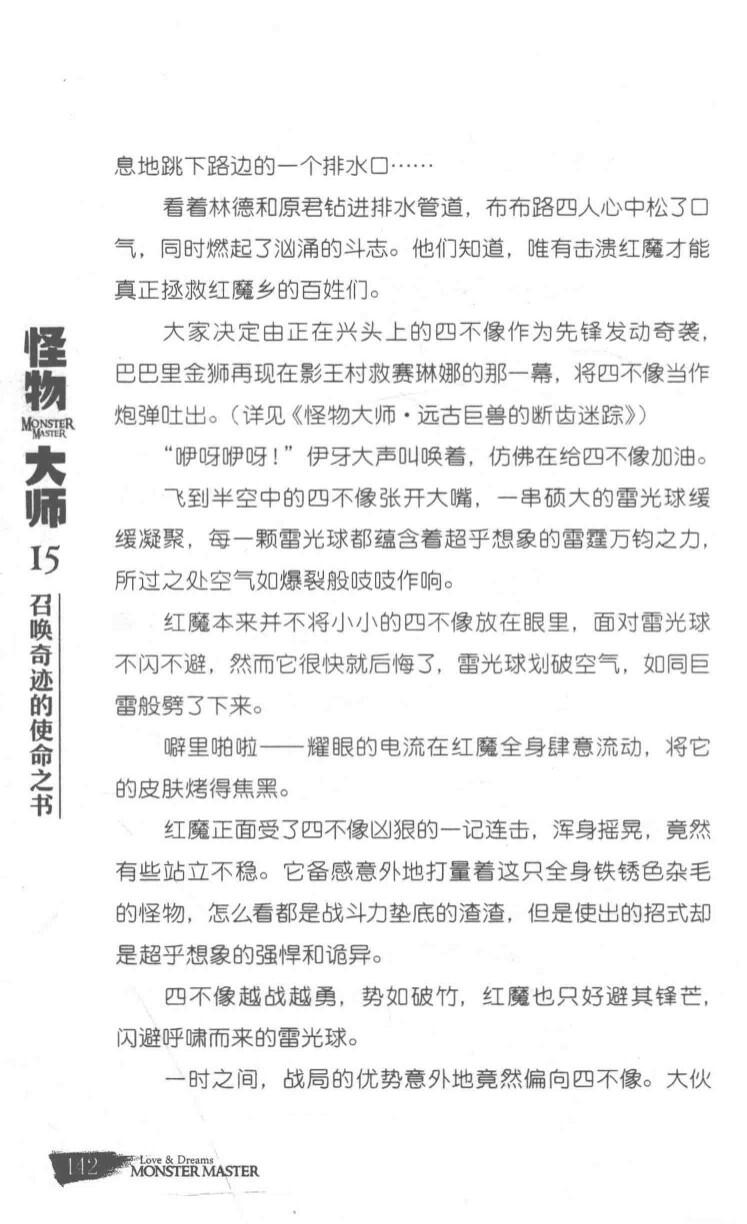 息地跳下路边的一个排水口……
看着林德和原君钻进排水管道，布布路四人心中松了口
气，同时燃起了汹涌的斗志。他们知道，唯有击溃红魔才能
真正拯救红魔乡的百姓们。
大家决定由正在兴头上的四不像作为先锋发动奇袭，
巴巴里金狮再现在影王村救赛琳娜的那一幕，将四不像当作
炮弹吐出。（详见《怪物大师·远古巨兽的断齿迷踪》）
“咿呀咿呀！”伊牙大声叫唤着，仿佛在给四不像加油。
飞到半空中的四不像张开大嘴，一串硕大的雷光球缓
缓凝聚，每一颗雷光球都蕴含着超乎想象的雷霆万钧之力，
所过之处空气如爆裂般吱吱作响。
红魔本来并不将小小的四不像放在眼里，面对雷光球
不闪不避，然而它很快就后悔了，雷光球划破空气，如同巨
雷般劈了下来。
噼里啪啦——耀眼的电流在红魔全身肆意流动，将它
的皮肤烤得焦黑。
红魔正面受了四不像凶狠的一记连击，浑身摇晃，竟然
有些站立不稳。它备感意外地打量着这只全身铁锈色杂毛
的怪物，怎么看都是战斗力垫底的渣渣，但是使出的招式却
是超乎想象的强悍和诡异。
四不像越战越勇，势如破竹，红魔也只好避其锋芒，
闪避呼啸而来的雷光球。
一时之间，战局的优势意外地竟然偏向四不像。大伙
怪物
MONSTER
MASTER
大师
15
召唤奇迹的使命之书
142
Love & Dreams
MONSTER MASTER